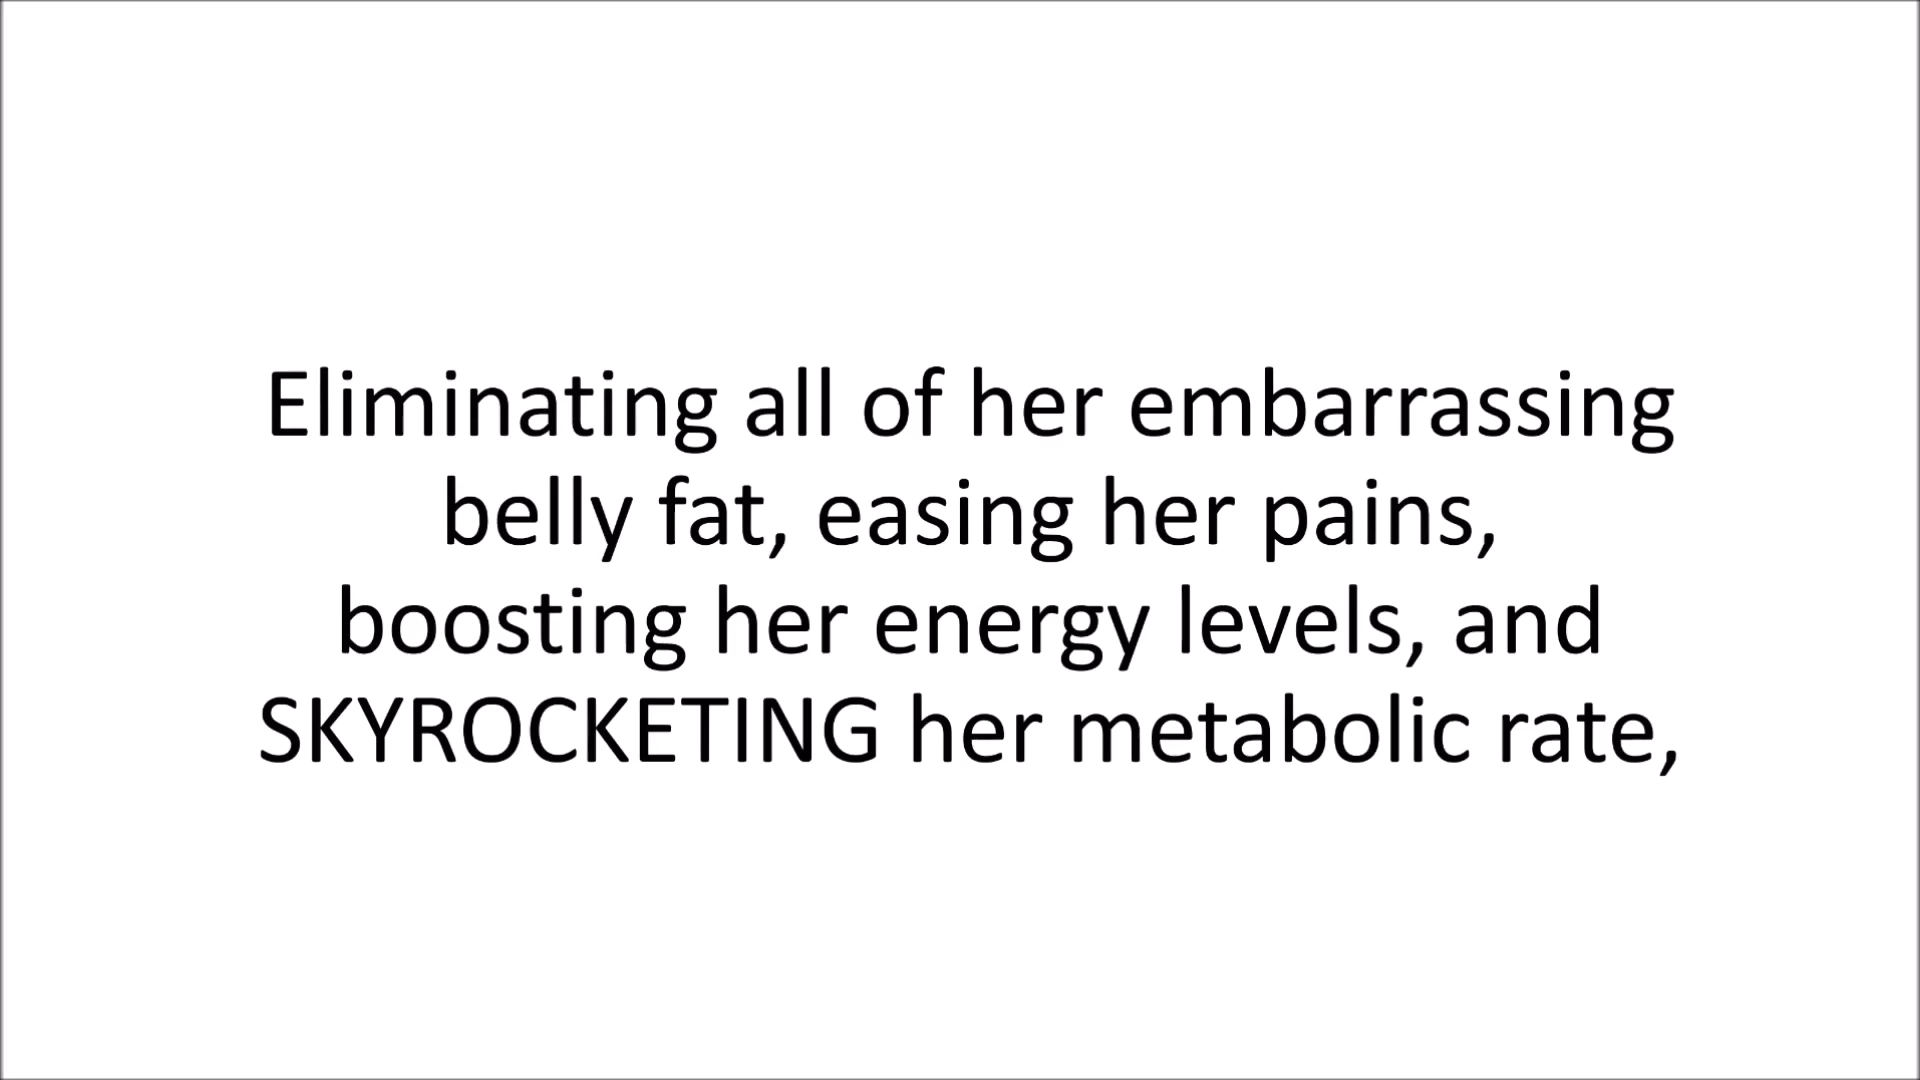 Eliminating all of her embarrassing
belly fat, easing her pains,
boosting her energy levels, and
SKYROCKETING her metabolic rate,